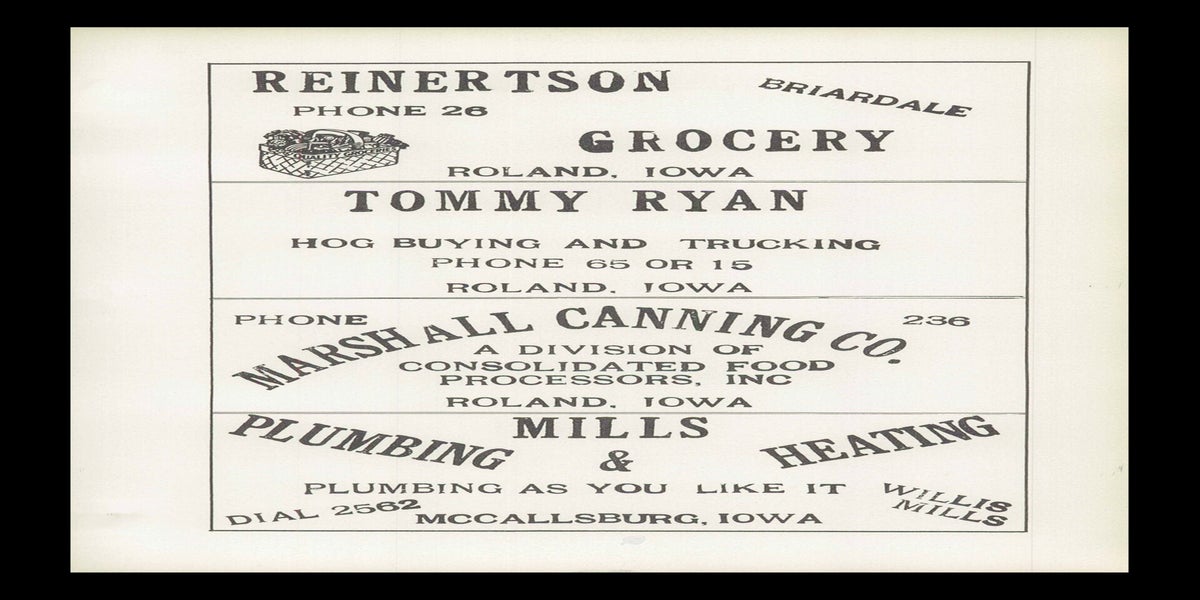 REINERTSON
BRIARDALE
PHONE 26
QUALITY GROCERIES
GROCERY
ROLAND, IOWA
TOMMY RYAN
HOG BUYING AND TRUCKING
PHONE 65 OR 15
ROLAND, IOWA
PHONE 236
MARSHALL CANNING CO.
A DIVISION OF
CONSOLIDATED FOOD
PROCESSORS, INC
ROLAND, IOWA
MILLS
PLUMBING & HEATING
PLUMBING AS YOU LIKE IT
WILLIS
MILLS
DIAL 2562
MCCALLSBURG, IOWA